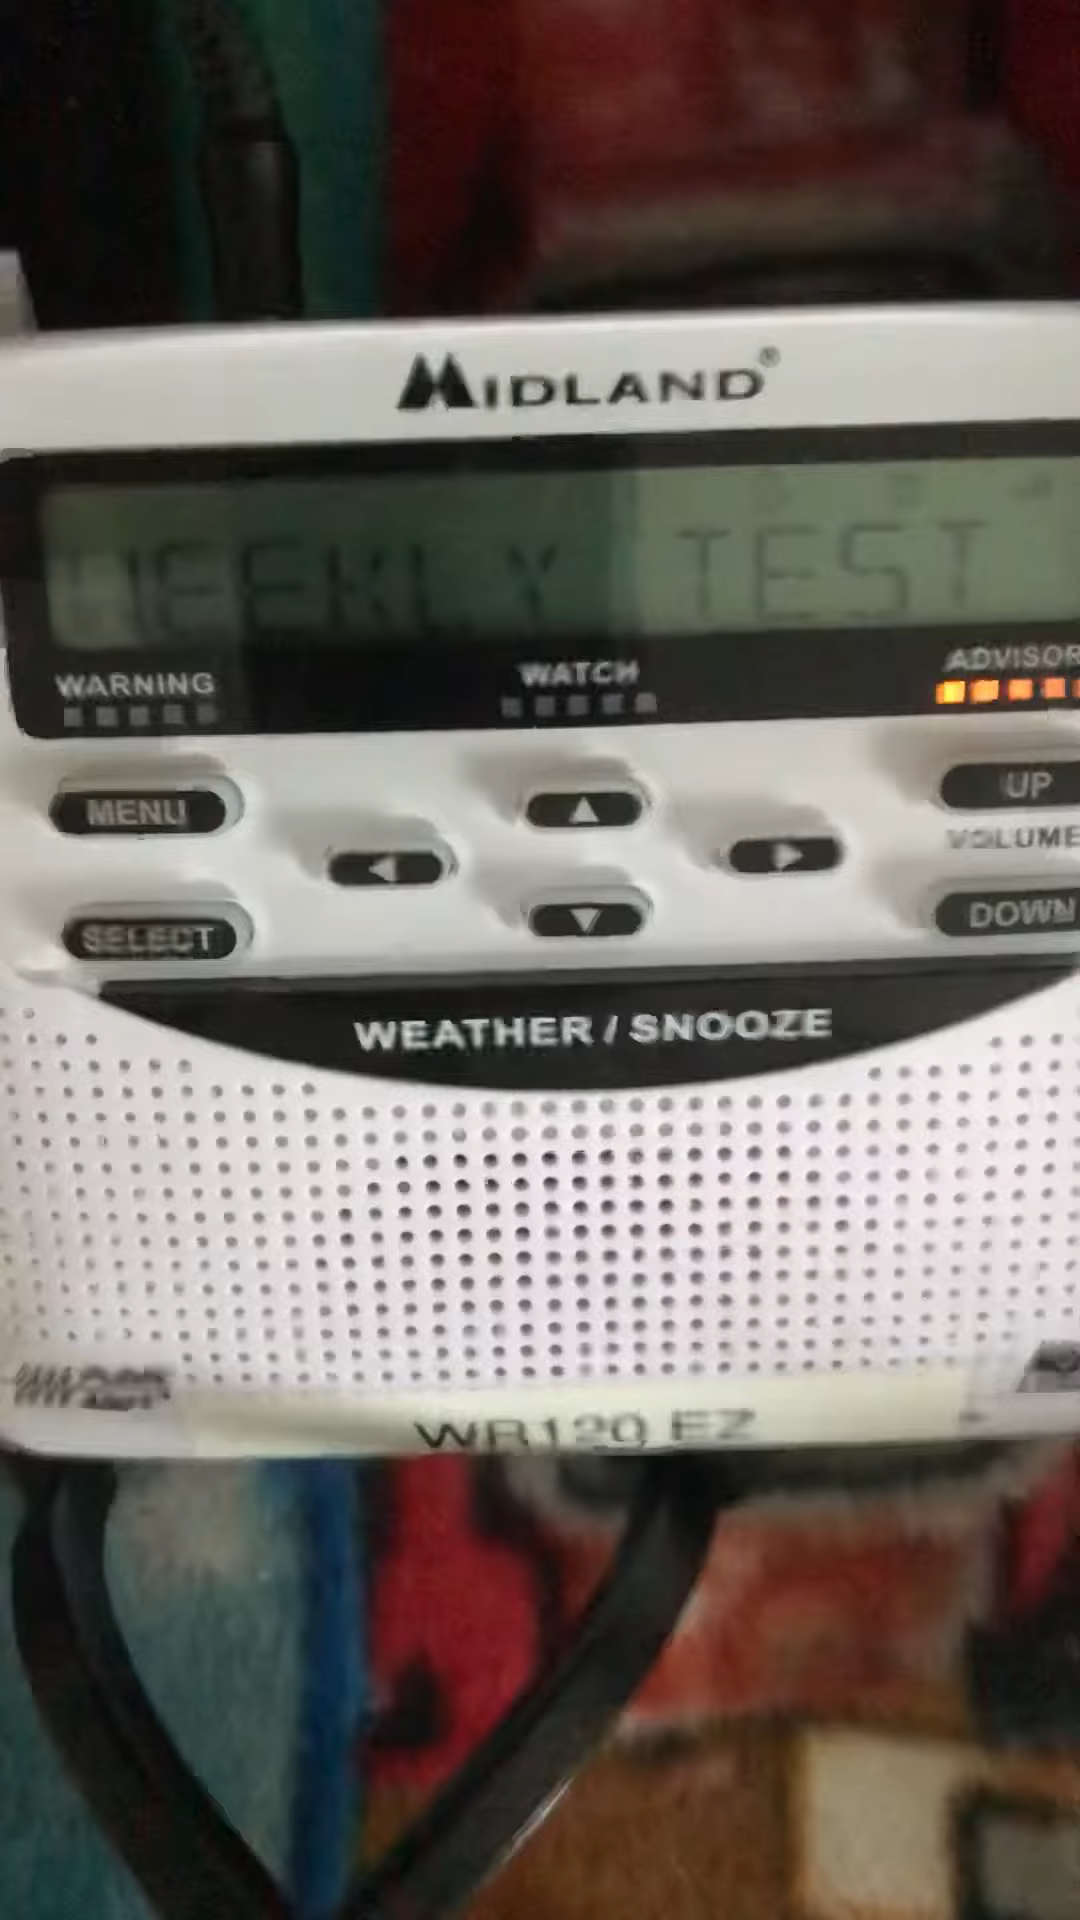 MIDLAND®
WEEKLY TEST
WARNING WATCH ADVISOR
MENU
UP
VOLUME
SELECT
DOWN
WEATHER / SNOOZE
WR120 EZ